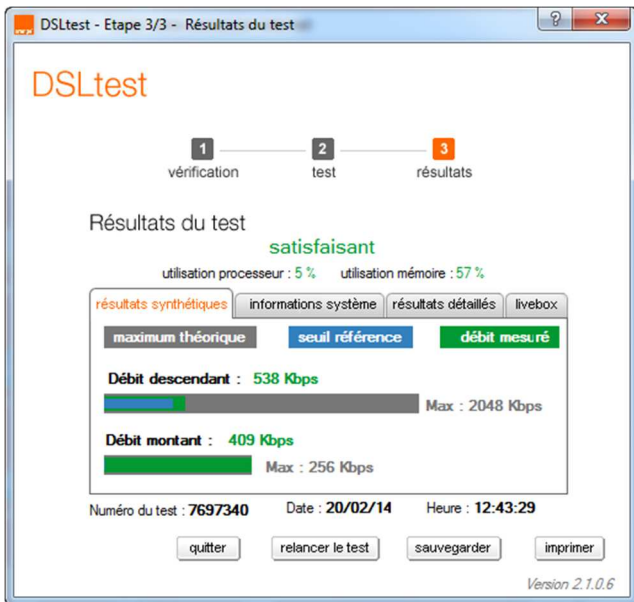 DSLtest - Etape 3/3 - Résultats du test
DSLtest
1 2 3
vérification test résultats
Résultats du test
satisfaisant
utilisation processeur : 5 % utilisation mémoire : 57 %
résultats synthétiques informations système résultats détaillés livebox
maximum théorique seuil référence débit mesuré
Débit descendant : 538 Kbps
Max : 2048 Kbps
Débit montant : 409 Kbps
Max : 256 Kbps
Numéro du test : 7697340 Date : 20/02/14 Heure : 12:43:29
quitter relancer le test sauvegarder imprimer
Version 2.1.0.6